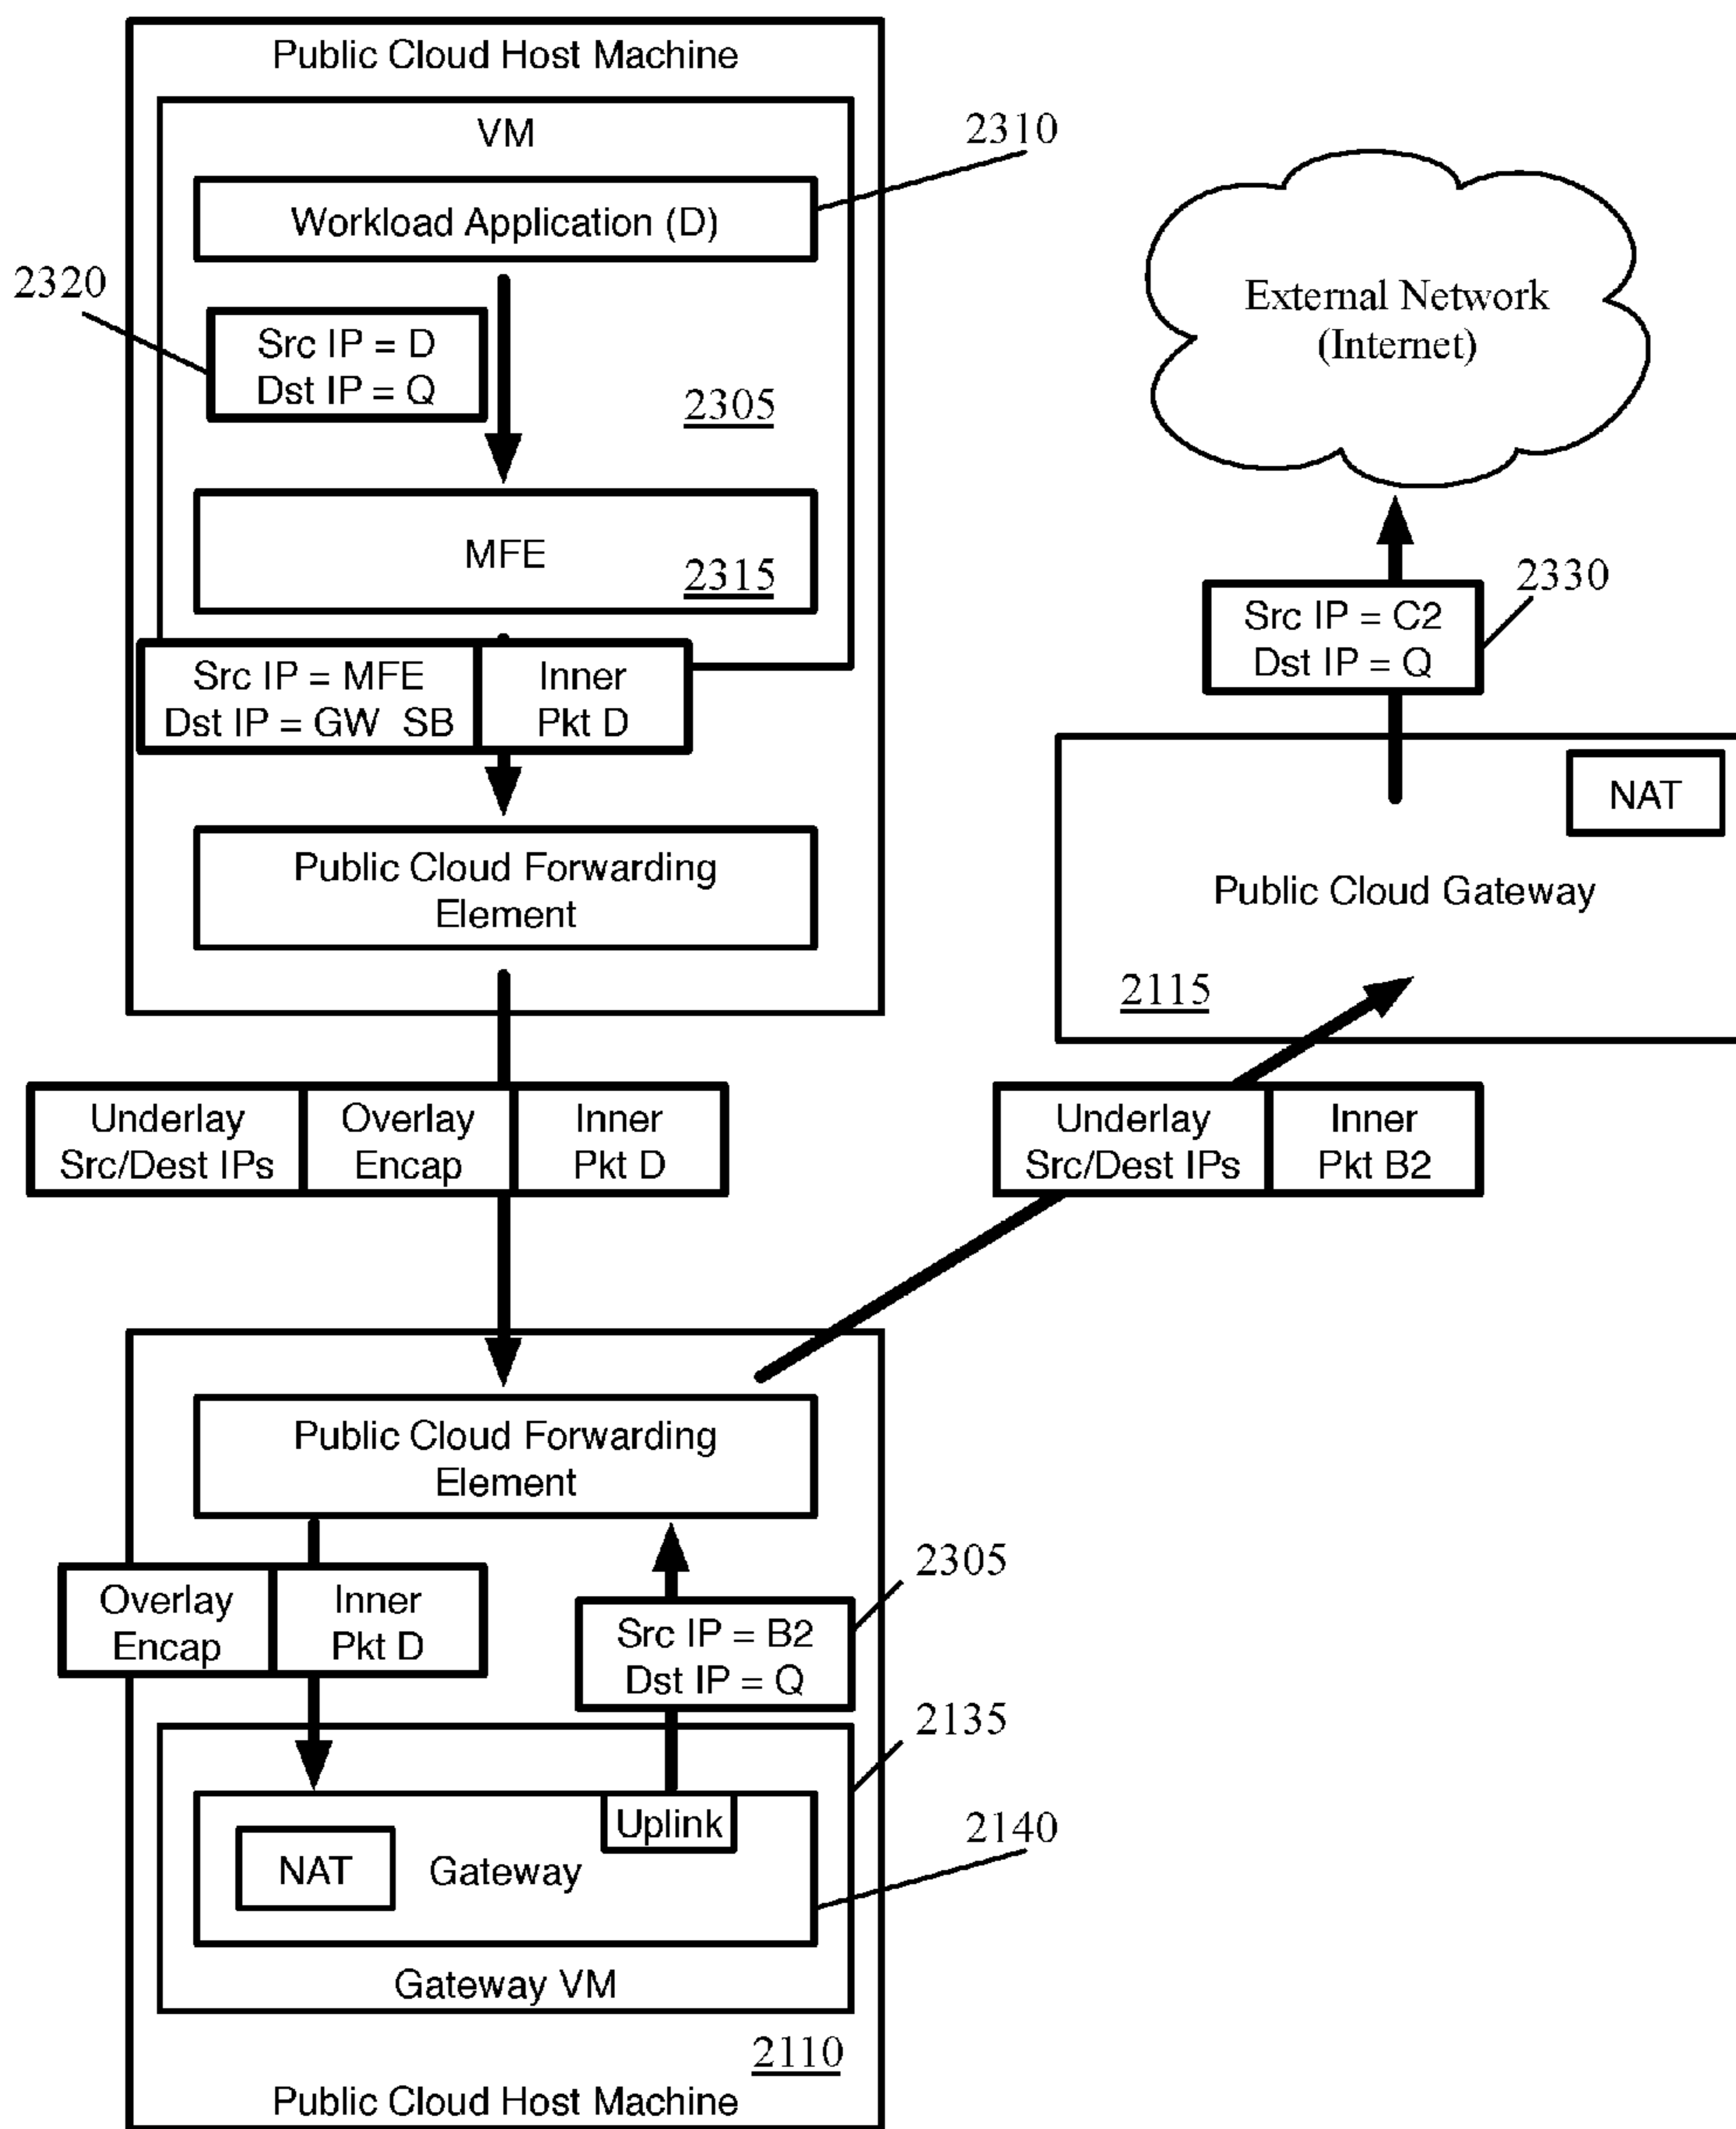 Public Cloud Host Machine
VM
2310
Workload Application (D)
2320
Src IP = D
Dst IP = Q
2305
MFE
2315
Src IP = MFE
Dst IP = GW SB
Inner
Pkt D
Public Cloud Forwarding
Element
External Network
(Internet)
2330
Src IP = C2
Dst IP = Q
NAT
Public Cloud Gateway
2115
Underlay
Src/Dest IPs
Overlay
Encap
Inner
Pkt D
Underlay
Src/Dest IPs
Inner
Pkt B2
Public Cloud Forwarding
Element
Overlay
Encap
Inner
Pkt D
2305
Src IP = B2
Dst IP = Q
2135
Uplink
NAT
Gateway
2140
Gateway VM
2110
Public Cloud Host Machine